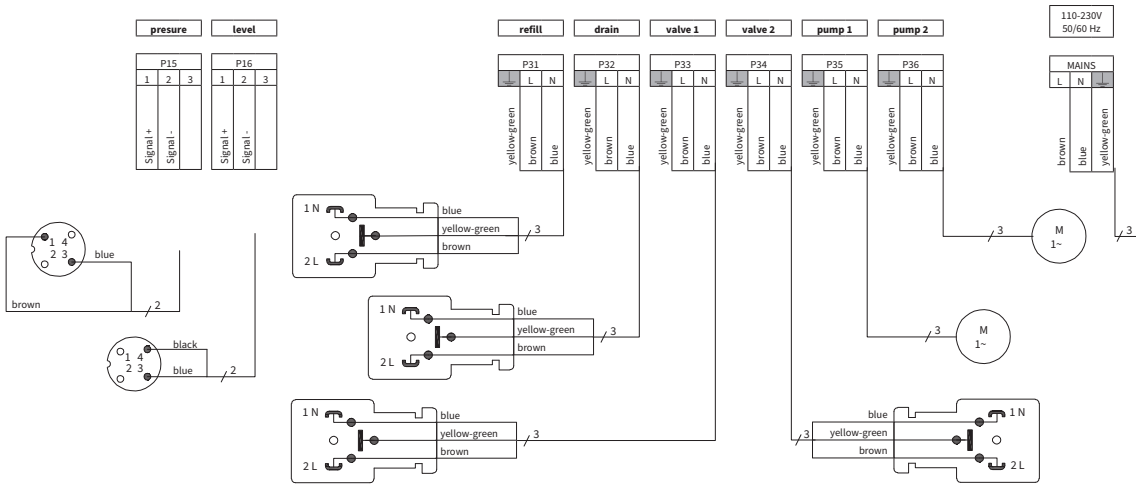 110-230V
50/60 Hz
presure level refill drain valve 1 valve 2 pump 1 pump 2
P15 P16 P31 P32 P33 P34 P35 P36 MAINS
1 2 3 1 2 3 L N L N L N L N L N L N L N
Signal + Signal - Signal + Signal - yellow-green brown blue yellow-green brown blue yellow-green brown blue yellow-green brown blue yellow-green brown blue yellow-green brown blue brown blue yellow-green
1 N blue
yellow-green 3
brown
2 L
3 M
1~
3
1 4
2 3 blue
brown 2
1 N blue
yellow-green 3
brown
2 L
3 M
1~
black
1 4
2 3 blue 2
1 N blue
yellow-green 3
brown
2 L
blue 1 N
3 yellow-green
brown 2 L